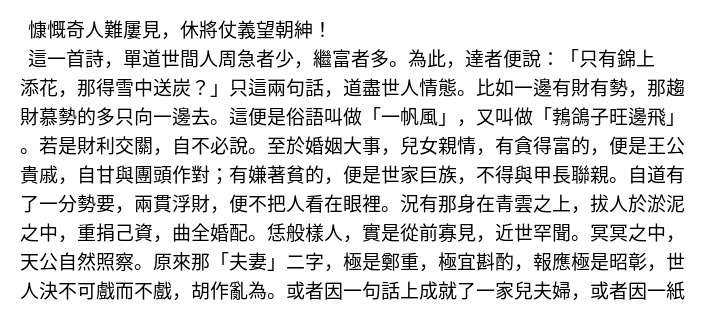 慷慨奇人難屢見，休將仗義望朝紳！
這一首詩，單道世間人周急者少，繼富者多。為此，達者便說：「只有錦上
添花，那得雪中送炭？」只這兩句話，道盡世人情態。比如一邊有財有勢，那趨
財慕勢的多只向一邊去。這便是俗語叫做「一帆風」，又叫做「鵓鴿子旺邊飛」
。若是財利交關，自不必說。至於婚姻大事，兒女親情，有貪得富的，便是王公
貴戚，自甘與團頭作對；有嫌著貧的，便是世家巨族，不得與甲長聯親。自道有
了一分勢要，兩貫浮財，便不把人看在眼裡。況有那身在青雲之上，拔人於淤泥
之中，重捐己資，曲全婚配。恁般樣人，實是從前寡見，近世罕聞。冥冥之中，
天公自然照察。原來那「夫妻」二字，極是鄭重，極宜斟酌，報應極是昭彰，世
人決不可戲而不戲，胡作亂為。或者因一句話上成就了一家兒夫婦，或者因一紙